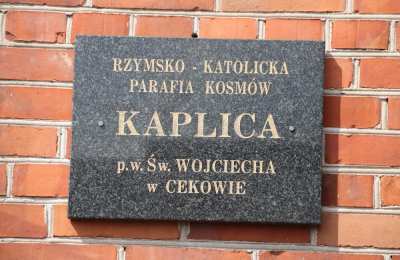 RZYMSKO - KATOLICKA
PARAFIA KOSMÓW
KAPLICA
p.w. Św. WOJCIECHA
w CEKOWIE